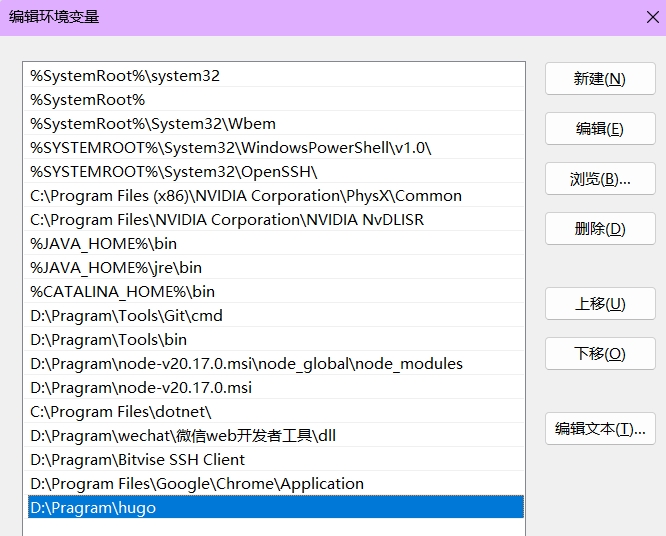 编辑环境变量
%SystemRoot%\system32
%SystemRoot%
%SystemRoot%\System32\Wbem
%SYSTEMROOT%\System32\WindowsPowerShell\v1.0\
%SYSTEMROOT%\System32\OpenSSH\
C:\Program Files (x86)\NVIDIA Corporation\PhysX\Common
C:\Program Files\NVIDIA Corporation\NVIDIA NvDLISR
%JAVA_HOME%\bin
%JAVA_HOME%\jre\bin
%CATALINA_HOME%\bin
D:\Pragram\Tools\Git\cmd
D:\Pragram\Tools\bin
D:\Pragram\node-v20.17.0.msi\node_global\node_modules
D:\Pragram\node-v20.17.0.msi
C:\Program Files\dotnet\
D:\Pragram\wechat\微信web开发者工具\dll
D:\Pragram\Bitvise SSH Client
D:\Program Files\Google\Chrome\Application
D:\Pragram\hugo
新建(N)
编辑(E)
浏览(B)...
删除(D)
上移(U)
下移(O)
编辑文本(T)...